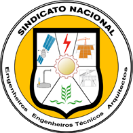 SINDICATO NACIONAL
Engenheiros Engenheiros Técnicos Arquitectos